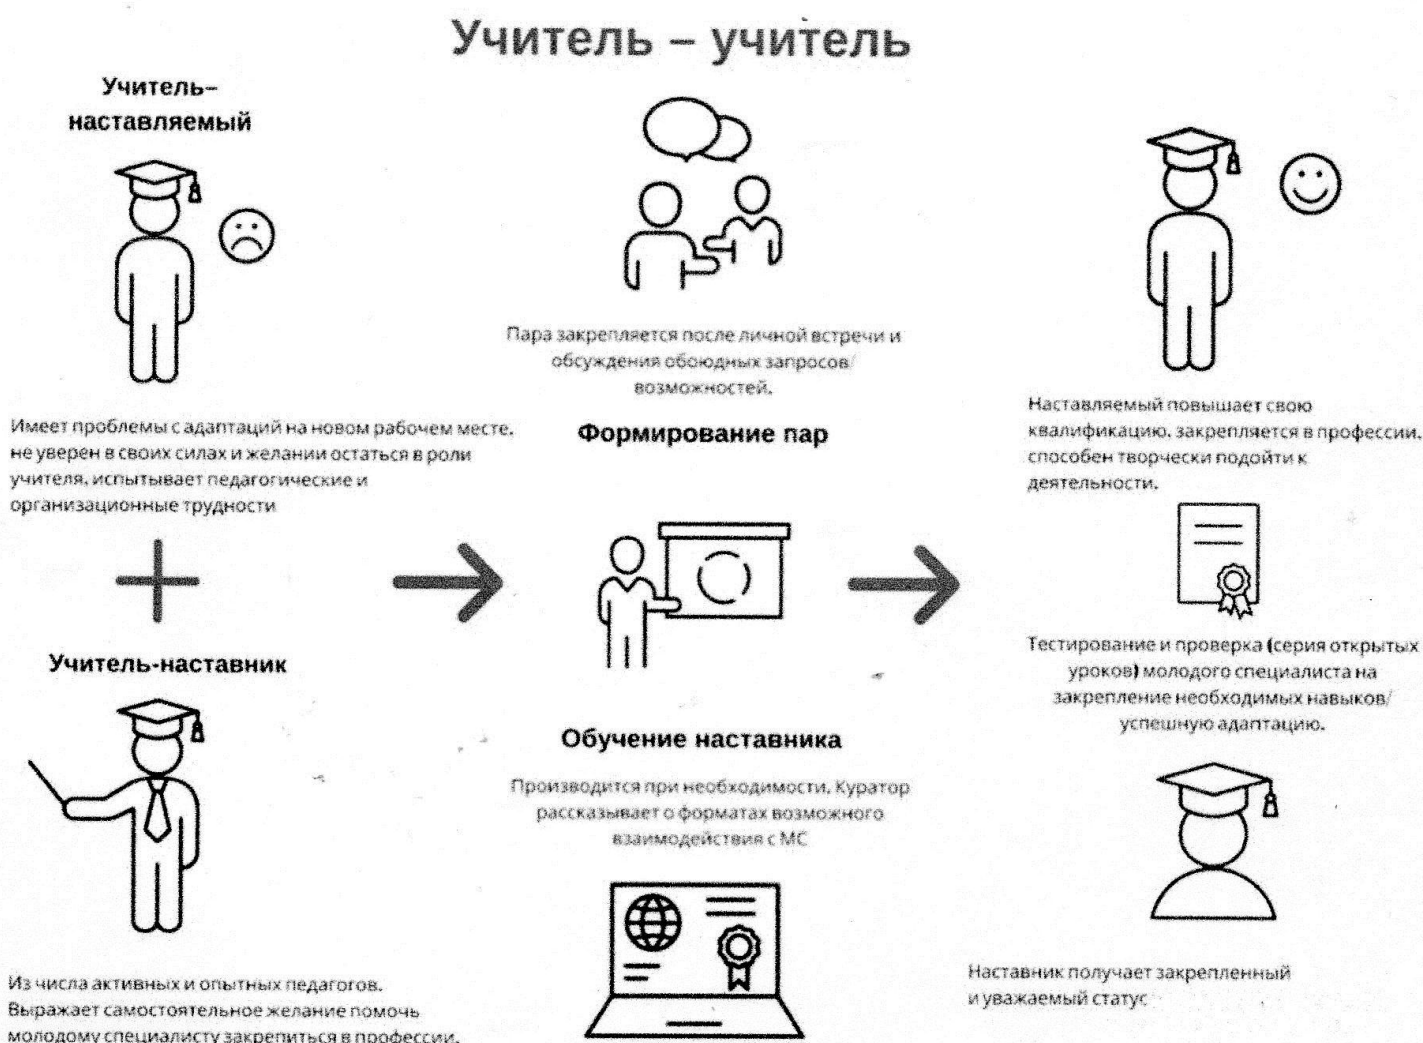 Учитель – учитель
Учитель–
наставляемый
Имеет проблемы с адаптаций на новом рабочем месте,
не уверен в своих силах и желании остаться в роли
учителя, испытывает педагогические и
организационные трудности
Учитель-наставник
Из числа активных и опытных педагогов.
Выражает самостоятельное желание помочь
молодому специалисту закрепиться в профессии.
Пара закрепляется после личной встречи и
обсуждения обоюдных запросов/
возможностей.
Формирование пар
Обучение наставника
Производится при необходимости. Куратор
рассказывает о форматах возможного
взаимодействия с МС
Наставляемый повышает свою
квалификацию, закрепляется в профессии,
способен творчески подойти к
деятельности.
Тестирование и проверка (серия открытых
уроков) молодого специалиста на
закрепление необходимых навыков/
успешную адаптацию.
Наставник получает закрепленный
и уважаемый статус